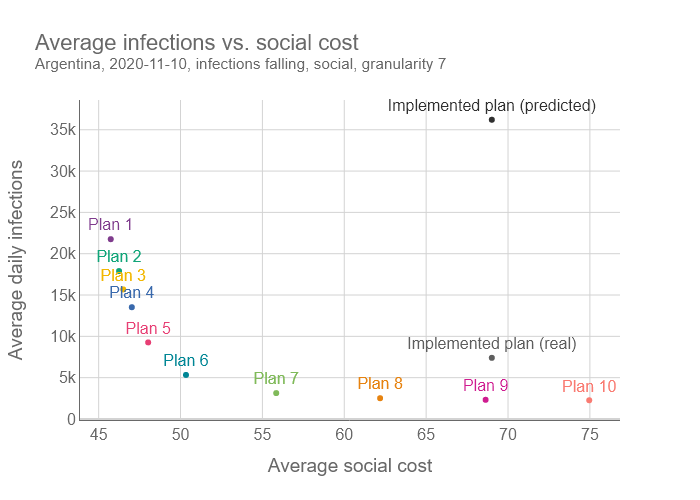 Average infections vs. social cost
Argentina, 2020-11-10, infections falling, social, granularity 7
Implemented plan (predicted)
35k
30k
25k
Plan 1
20k
Plan 2
Plan 3
15k
Plan 4
10k
Plan 5
Implemented plan (real)
Plan 6
5k
Plan 7
Plan 8
Plan 9
Plan 10
0
45
50
55
60
65
70
75
Average daily infections
Average social cost